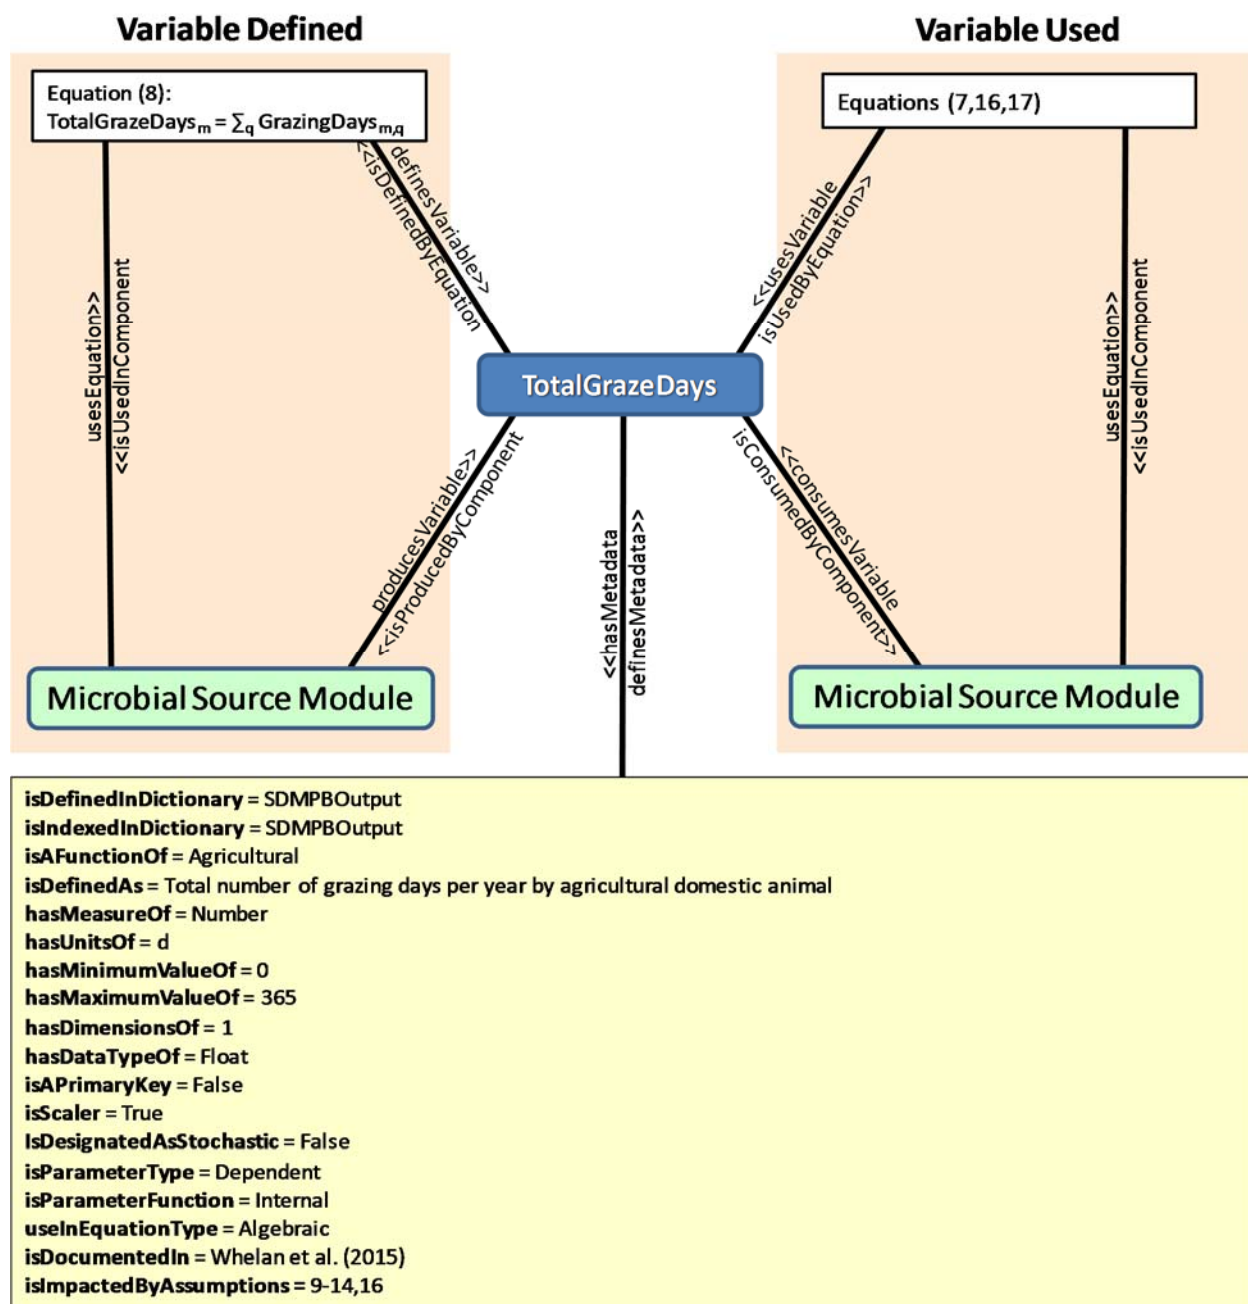 Variable Defined
Variable Used
Equation (8):
TotalGrazeDaysₘ = ∑q GrazingDaysm,q
Equations (7,16,17)
definesVariable>>
<<isDefinedByEquation
<<usesVariable
isUsedByEquation>>
usesEquation>>
<<isUsedInComponent
usesEquation>>
<<isUsedInComponent
TotalGrazeDays
producesVariable>>
<<isProducedByComponent
<<consumesVariable
isConsumedByComponent>>
<<hasMetadata
definesMetadata>>
Microbial Source Module
Microbial Source Module
isDefinedInDictionary = SDMPBOutput
isIndexedInDictionary = SDMPBOutput
isAFunctionOf = Agricultural
isDefinedAs = Total number of grazing days per year by agricultural domestic animal
hasMeasureOf = Number
hasUnitsOf = d
hasMinimumValueOf = 0
hasMaximumValueOf = 365
hasDimensionsOf = 1
hasDataTypeOf = Float
isAPrimaryKey = False
isScaler = True
IsDesignatedAsStochastic = False
isParameterType = Dependent
isParameterFunction = Internal
useInEquationType = Algebraic
isDocumentedIn = Whelan et al. (2015)
isImpactedByAssumptions = 9-14,16